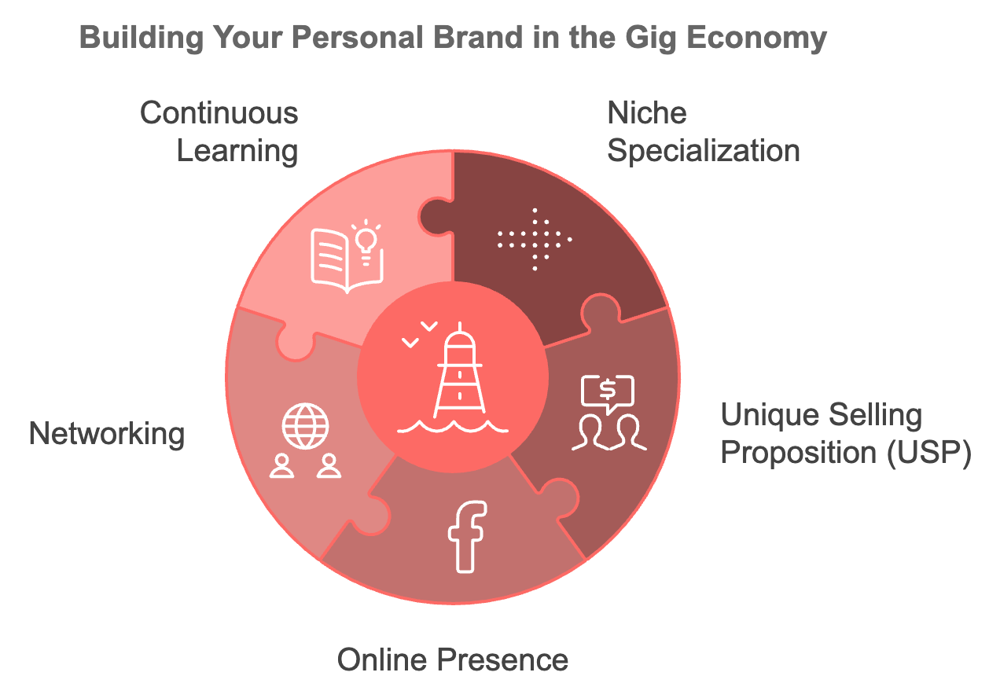 Building Your Personal Brand in the Gig Economy
Continuous
Learning
Niche
Specialization
Unique Selling
Proposition (USP)
Networking
Online Presence